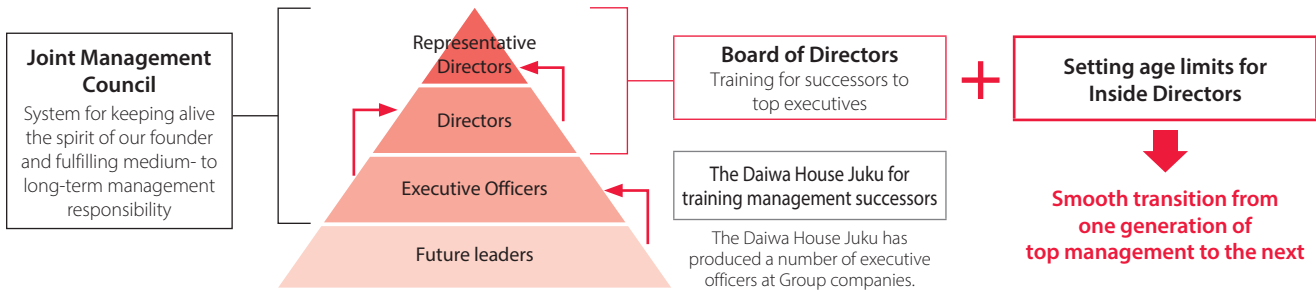 Joint Management
Council
System for keeping alive
the spirit of our founder
and fulfilling medium- to
long-term management
responsibility
Representative
Directors
Directors
Executive Officers
Future leaders
Board of Directors
Training for successors to
top executives
The Daiwa House Juku for
training management successors
The Daiwa House Juku has
produced a number of executive
officers at Group companies.
+
Setting age limits for
Inside Directors
Smooth transition from
one generation of
top management to the next